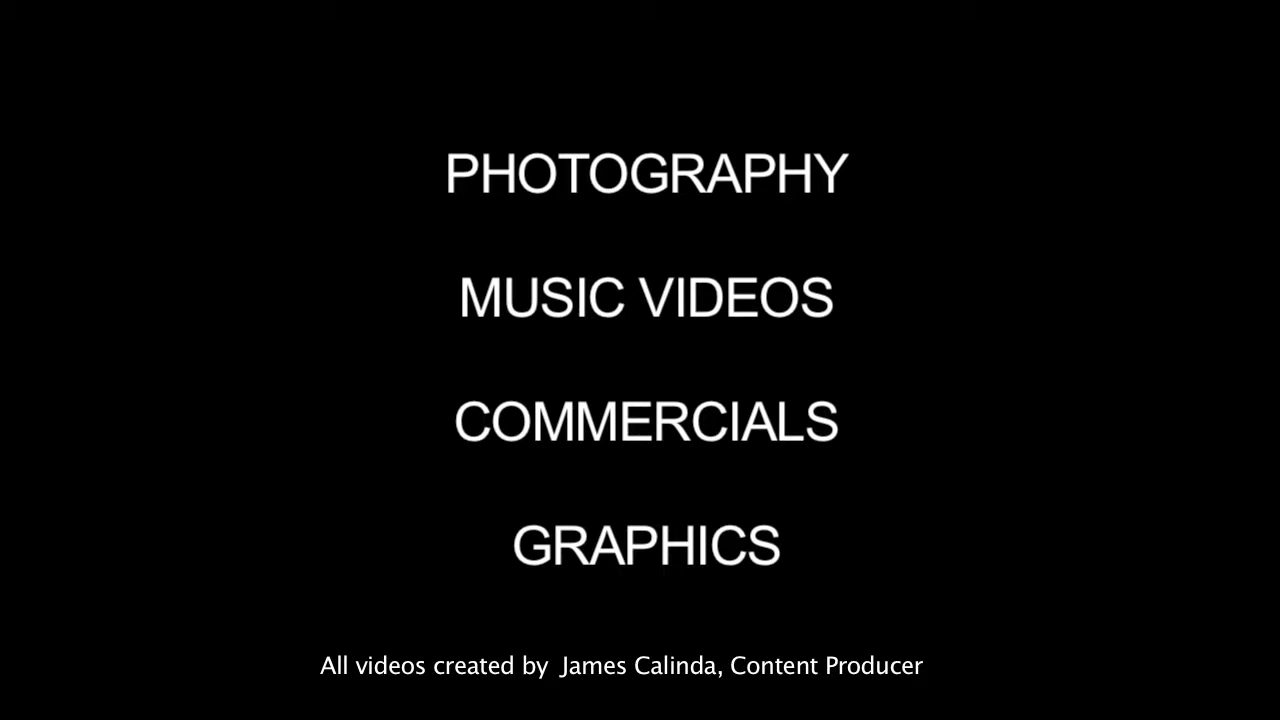 PHOTOGRAPHY
MUSIC VIDEOS
COMMERCIALS
GRAPHICS
All videos created by James Calinda, Content Producer